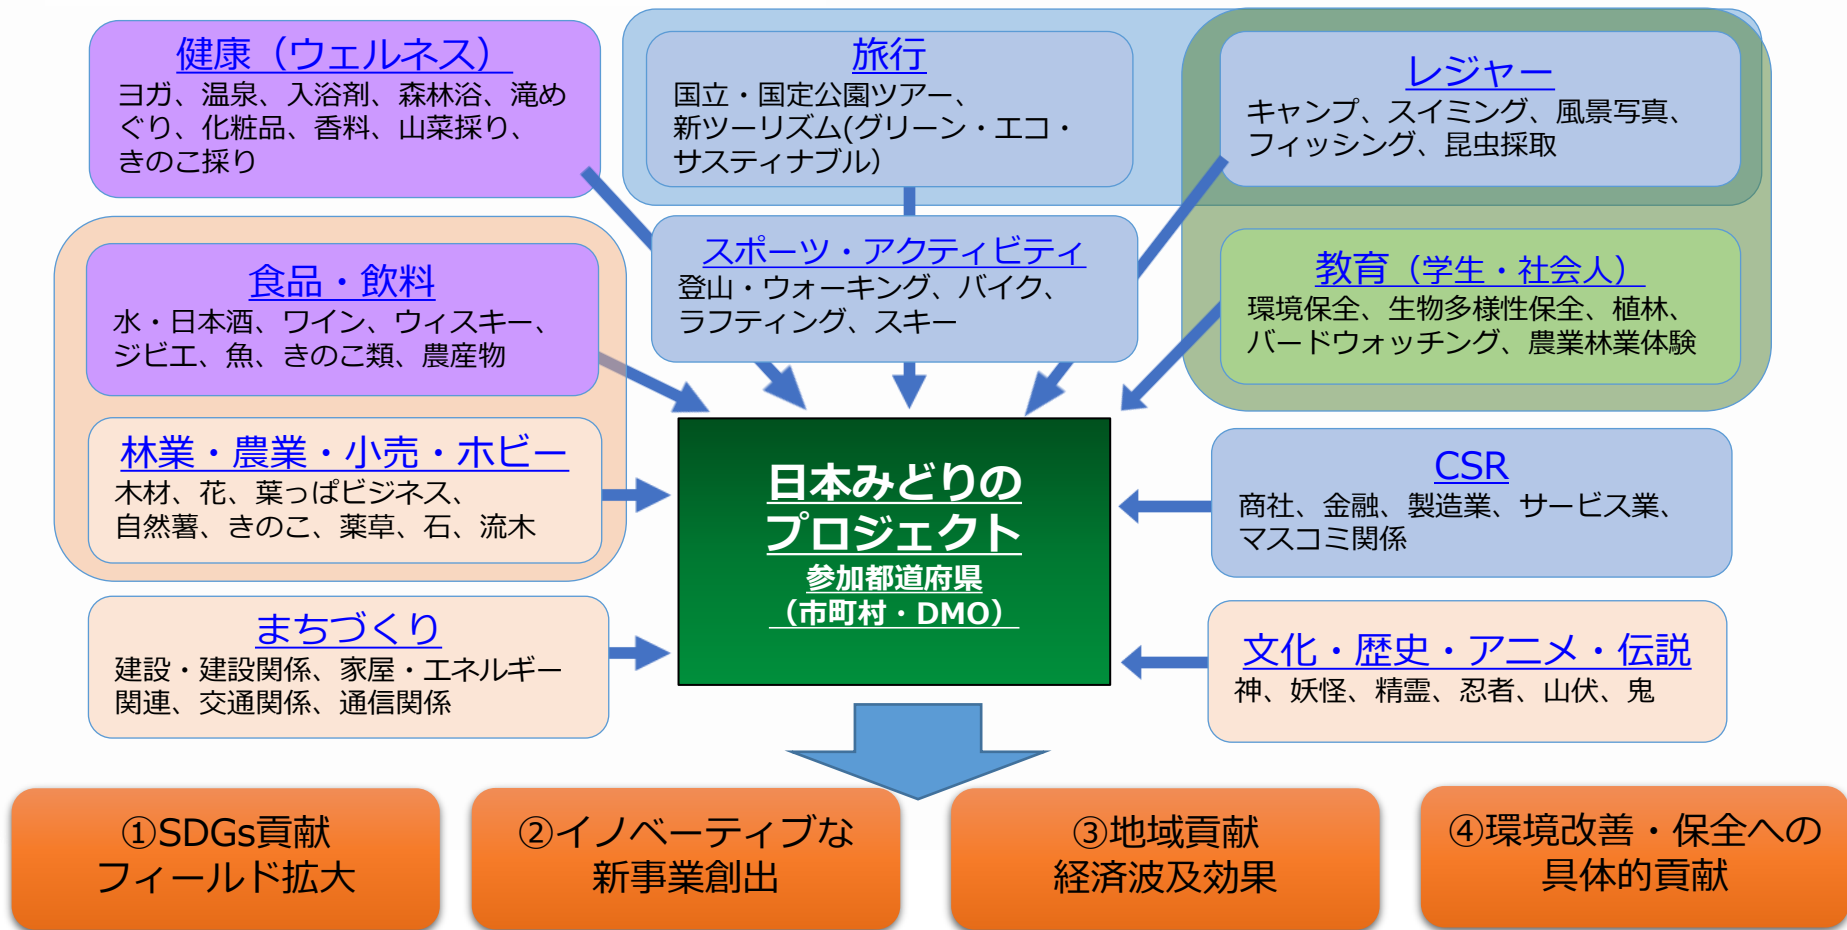 健康（ウェルネス）
ヨガ、温泉、入浴剤、森林浴、滝め
ぐり、化粧品、香料、山菜採り、
きのこ採り
旅行
国立・国定公園ツアー、
新ツーリズム(グリーン・エコ・
サスティナブル）
レジャー
キャンプ、スイミング、風景写真、
フィッシング、昆虫採取
食品・飲料
水・日本酒、ワイン、ウィスキー、
ジビエ、魚、きのこ類、農産物
スポーツ・アクティビティ
登山・ウォーキング、バイク、
ラフティング、スキー
教育（学生・社会人）
環境保全、生物多様性保全、植林、
バードウォッチング、農業林業体験
林業・農業・小売・ホビー
木材、花、葉っぱビジネス、
自然薯、きのこ、薬草、石、流木
日本みどりの
プロジェクト
参加都道府県
（市町村・DMO）
CSR
商社、金融、製造業、サービス業、
マスコミ関係
まちづくり
建設・建設関係、家屋・エネルギー
関連、交通関係、通信関係
文化・歴史・アニメ・伝説
神、妖怪、精霊、忍者、山伏、鬼
①SDGs貢献
フィールド拡大
②イノベーティブな
新事業創出
③地域貢献
経済波及効果
④環境改善・保全への
具体的貢献